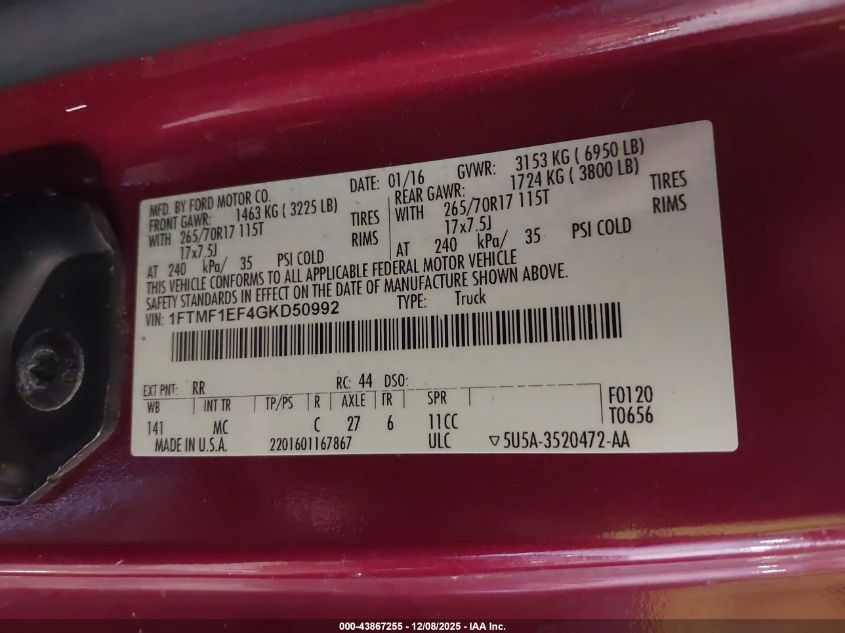 MFD. BY FORD MOTOR CO.
DATE: 01/16 GVWR: 3153 KG ( 6950 LB)
FRONT GAWR: 1463 KG ( 3225 LB) REAR GAWR: 1724 KG ( 3800 LB)
WITH 265/70R17 115T TIRES WITH 265/70R17 115T TIRES
17x7.5J RIMS 17x7.5J RIMS
AT 240 kPa/ 35 PSI COLD AT 240 kPa/ 35 PSI COLD
THIS VEHICLE CONFORMS TO ALL APPLICABLE FEDERAL MOTOR VEHICLE
SAFETY STANDARDS IN EFFECT ON THE DATE OF MANUFACTURE SHOWN ABOVE.
VIN: 1FTMF1EF4GKD50992 TYPE: Truck
EXT PNT: RR RC: 44 DSO:
WB INT TR TP/PS R AXLE TR SPR F0120
141 MC C 27 6 11CC T0656
MADE IN U.S.A. 2201601167867 ULC ▽5U5A-3520472-AA
000-43867255 - 12/08/2025 - IAA Inc.